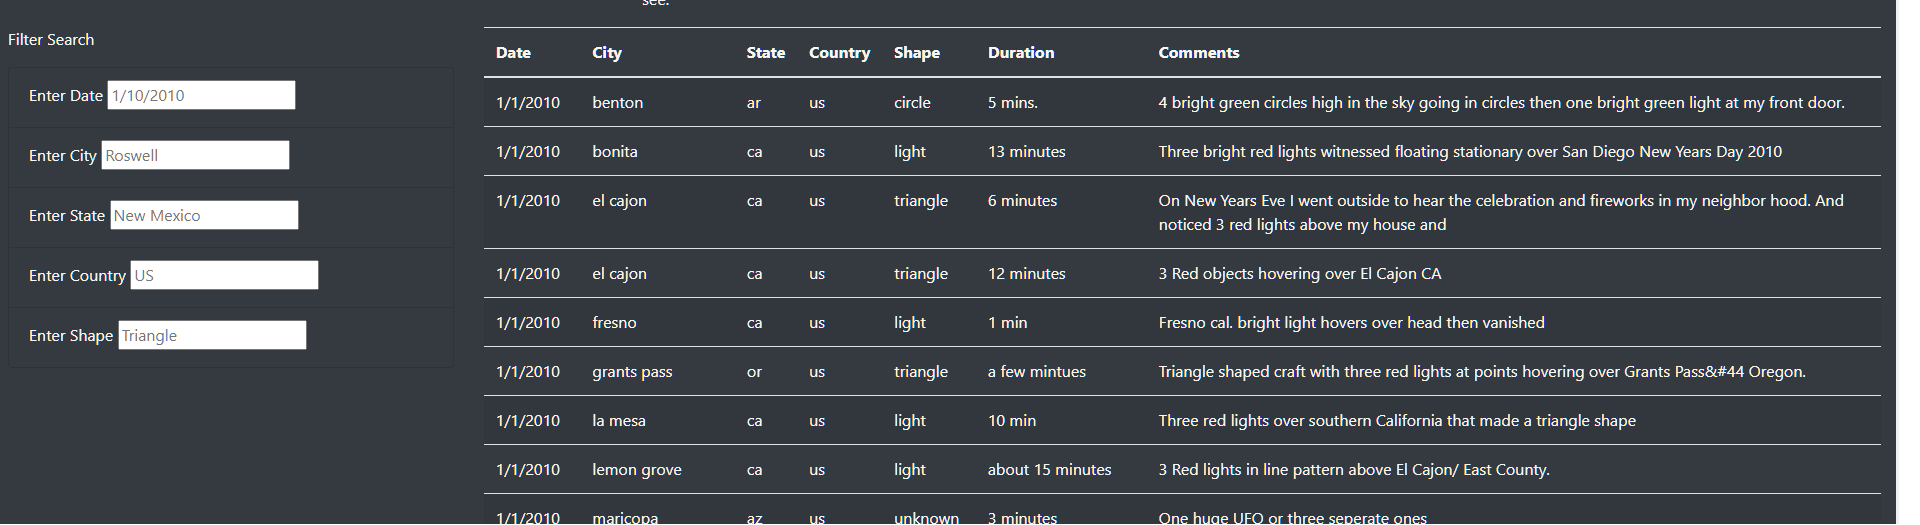 see.
Filter Search
Enter Date 1/10/2010
Enter City Roswell
Enter State New Mexico
Enter Country US
Enter Shape Triangle
Date City State Country Shape Duration Comments
1/1/2010 benton ar us circle 5 mins. 4 bright green circles high in the sky going in circles then one bright green light at my front door.
1/1/2010 bonita ca us light 13 minutes Three bright red lights witnessed floating stationary over San Diego New Years Day 2010
1/1/2010 el cajon ca us triangle 6 minutes On New Years Eve I went outside to hear the celebration and fireworks in my neighbor hood. And
noticed 3 red lights above my house and
1/1/2010 el cajon ca us triangle 12 minutes 3 Red objects hovering over El Cajon CA
1/1/2010 fresno ca us light 1 min Fresno cal. bright light hovers over head then vanished
1/1/2010 grants pass or us triangle a few mintues Triangle shaped craft with three red lights at points hovering over Grants Pass&#44 Oregon.
1/1/2010 la mesa ca us light 10 min Three red lights over southern California that made a triangle shape
1/1/2010 lemon grove ca us light about 15 minutes 3 Red lights in line pattern above El Cajon/ East County.
1/1/2010 maricopa az us unknown 3 minutes One huge UFO or three seperate ones